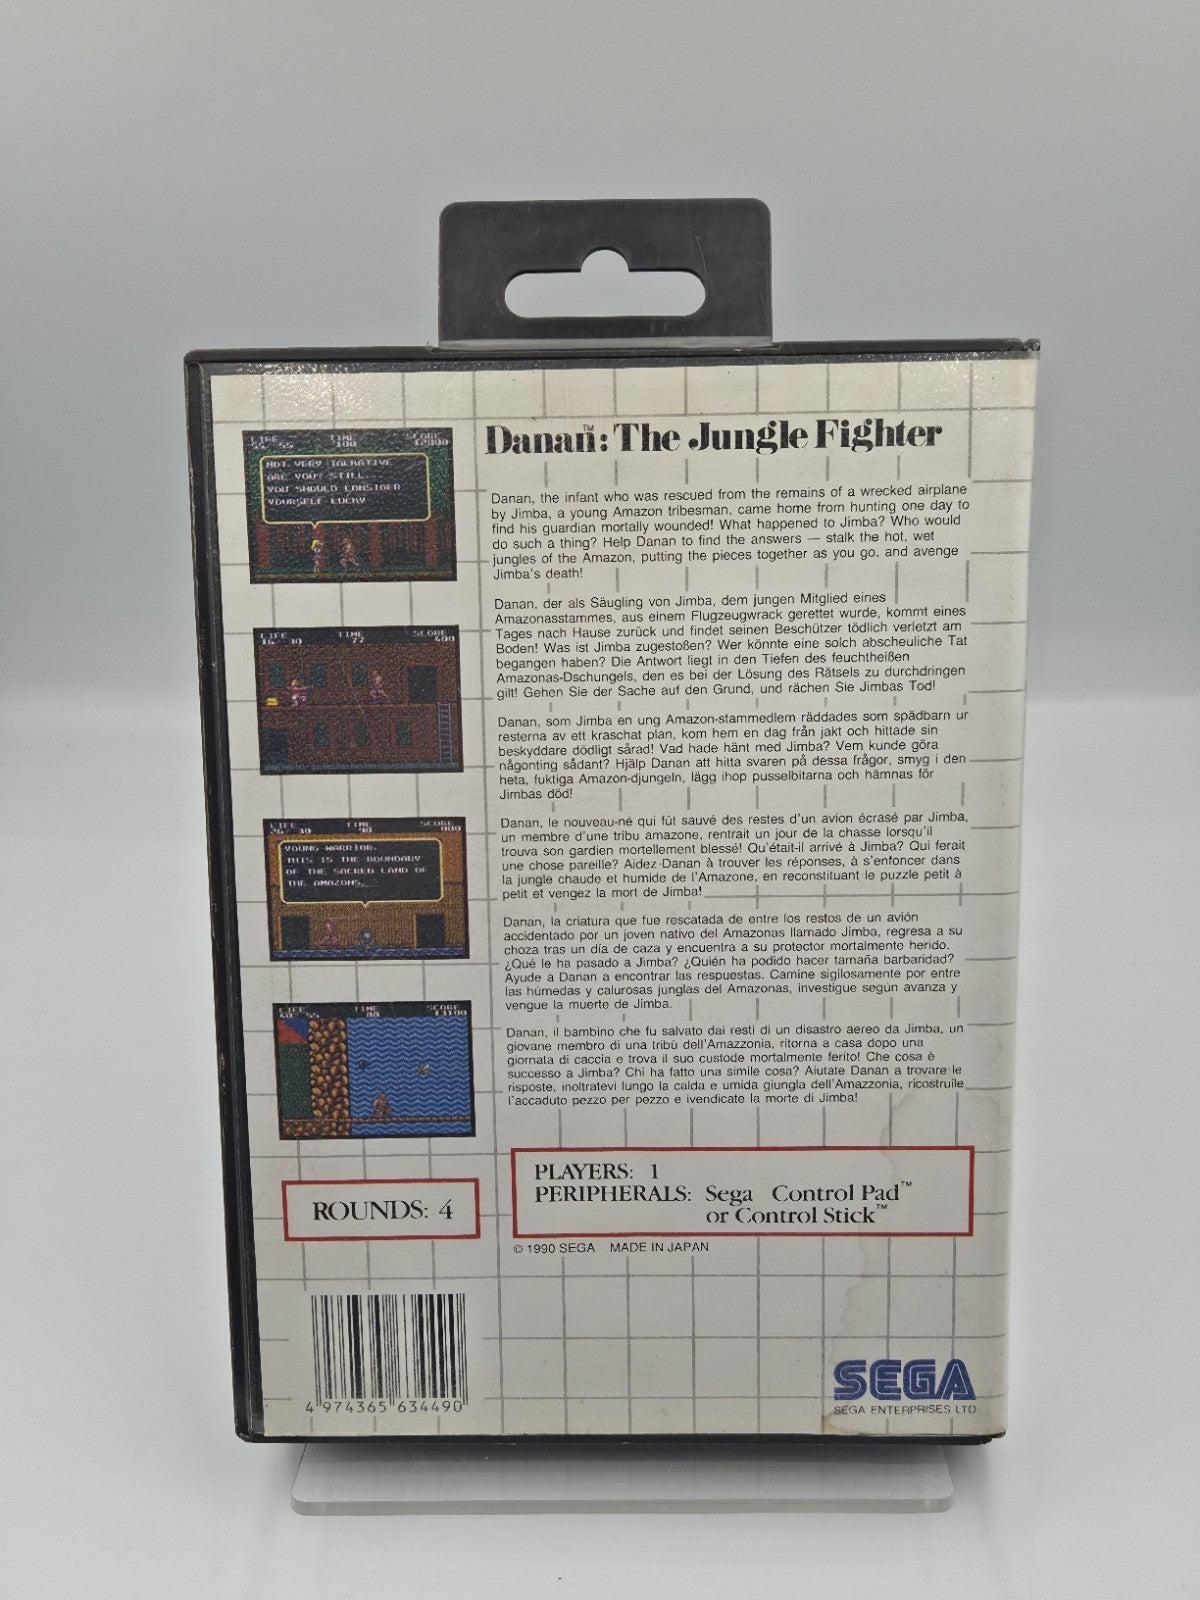 Danan™: The Jungle Fighter
LIFE TIME SCORE
55/55 100 12800
NOT VERY TALKATIVE
ARE YOU? STILL...
YOU SHOULD CONSIDER
YOURSELF LUCKY
LIFE TIME SCORE
16/30 77 600
LIFE TIME SCORE
26/30 98 000
YOUNG WARRIOR.
THIS IS THE BOUNDARY
OF THE SACRED LAND OF
THE AMAZONS.
LIFE TIME SCORE
40/55 88 13100
ROUNDS: 4
Danan, the infant who was rescued from the remains of a wrecked airplane
by Jimba, a young Amazon tribesman, came home from hunting one day to
find his guardian mortally wounded! What happened to Jimba? Who would
do such a thing? Help Danan to find the answers — stalk the hot, wet
jungles of the Amazon, putting the pieces together as you go, and avenge
Jimba's death!
Danan, der als Säugling von Jimba, dem jungen Mitglied eines
Amazonasstammes, aus einem Flugzeugwrack gerettet wurde, kommt eines
Tages nach Hause zurück und findet seinen Beschützer tödlich verletzt am
Boden! Was ist Jimba zugestoßen? Wer könnte eine solch abscheuliche Tat
begangen haben? Die Antwort liegt in den Tiefen des feuchtheißen
Amazonas-Dschungels, den es bei der Lösung des Rätsels zu durchdringen
gilt! Gehen Sie der Sache auf den Grund, und rächen Sie Jimbas Tod!
Danan, som Jimba en ung Amazon-stammedlem räddades som spädbarn ur
resterna av ett kraschat plan, kom hem en dag från jakt och hittade sin
beskyddare dödligt sårad! Vad hade hänt med Jimba? Vem kunde göra
någonting sådant? Hjälp Danan att hitta svaren på dessa frågor, smyg i den
heta, fuktiga Amazon-djungeln, lägg ihop pusselbitarna och hämnas för
Jimbas död!
Danan, le nouveau-né qui fût sauvé des restes d'un avion écrasé par Jimba,
un membre d'une tribu amazone, rentrait un jour de la chasse lorsqu'il
trouva son gardien mortellement blessé! Qu'était-il arrivé à Jimba? Qui ferait
une chose pareille? Aidez-Danan à trouver les réponses, à s'enfoncer dans
la jungle chaude et humide de l'Amazone, en reconstituant le puzzle petit à
petit et vengez la mort de Jimba!
Danan, la criatura que fue rescatada de entre los restos de un avión
accidentado por un joven nativo del Amazonas llamado Jimba, regresa a su
choza tras un día de caza y encuentra a su protector mortalmente herido.
¿Qué le ha pasado a Jimba? ¿Quién ha podido hacer tamaña barbaridad?
Ayude a Danan a encontrar las respuestas. Camine sigilosamente por entre
las húmedas y calurosas junglas del Amazonas, investigue según avanza y
vengue la muerte de Jimba.
Danan, il bambino che fu salvato dai resti di un disastro aereo da Jimba, un
giovane membro di una tribù dell'Amazzonia, ritorna a casa dopo una
giornata di caccia e trova il suo custode mortalmente ferito! Che cosa è
successo a Jimba? Chi ha fatto una simile cosa? Aiutate Danan a trovare le
risposte, inoltratevi lungo la calda e umida giungla dell'Amazzonia, ricostruite
l'accaduto pezzo per pezzo e ivendicate la morte di Jimba!
PLAYERS: 1
PERIPHERALS: Sega Control Pad™
or Control Stick™
© 1990 SEGA MADE IN JAPAN
4 974365 634490
SEGA
SEGA ENTERPRISES LTD.